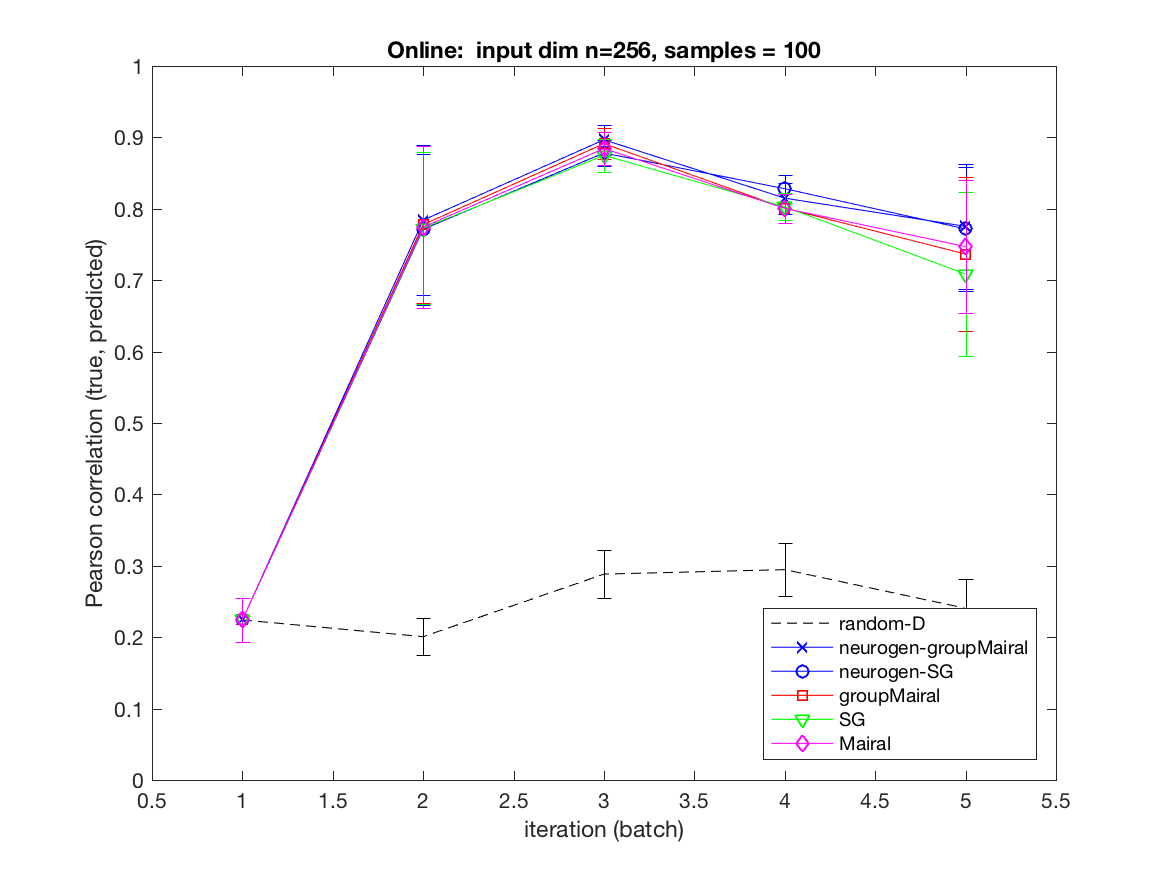 Online:  input dim n=256, samples = 100
1
0.9
0.8
0.7
0.6
0.5
0.4
0.3
0.2
0.1
0
Pearson correlation (true, predicted)
0.5 1 1.5 2 2.5 3 3.5 4 4.5 5 5.5
iteration (batch)
random-D
neurogen-groupMairal
neurogen-SG
groupMairal
SG
Mairal